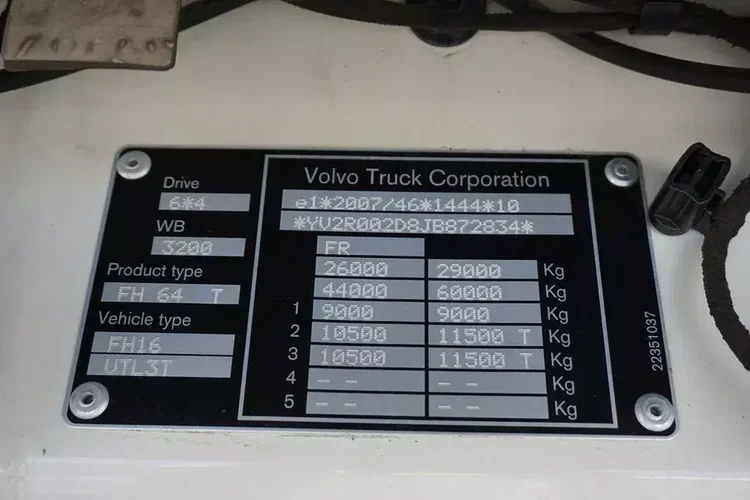 Drive
6*4
WB
3200
Product type
FH 64 T
Vehicle type
FH16
VTL3T
Volvo Truck Corporation
e1*2007/46*1444*10
*YV2R002D8JB872834*
FR
26000 29000 Kg
44000 60000 Kg
1 9000 9000 Kg
2 10500 11500 T Kg
3 10500 11500 T Kg
4 - - - - Kg
5 - - - - Kg
22351037